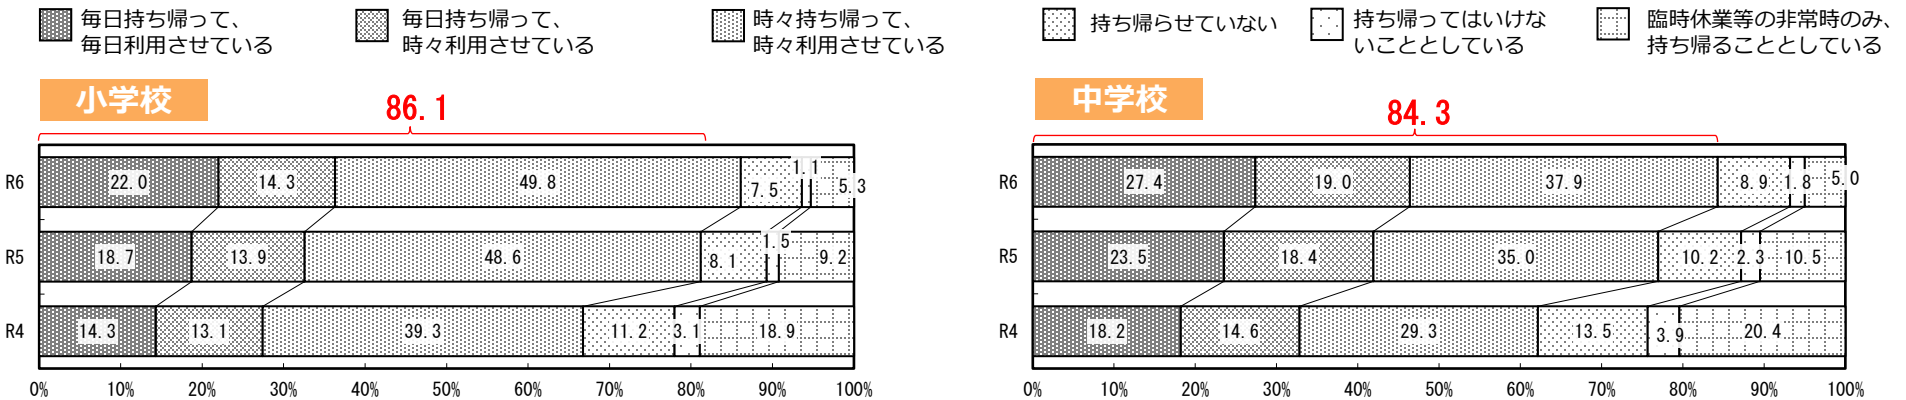 毎日持ち帰って、
毎日利用させている
毎日持ち帰って、
時々利用させている
時々持ち帰って、
時々利用させている
持ち帰らせていない
持ち帰ってはいけな
いこととしている
臨時休業等の非常時のみ、
持ち帰ることとしている
小学校
86.1
R6 22.0 14.3 49.8 7.5 1.1 5.3
R5 18.7 13.9 48.6 8.1 1.5 9.2
R4 14.3 13.1 39.3 11.2 3.1 18.9
0% 10% 20% 30% 40% 50% 60% 70% 80% 90% 100%
中学校
84.3
R6 27.4 19.0 37.9 8.9 1.8 5.0
R5 23.5 18.4 35.0 10.2 2.3 10.5
R4 18.2 14.6 29.3 13.5 3.9 20.4
0% 10% 20% 30% 40% 50% 60% 70% 80% 90% 100%